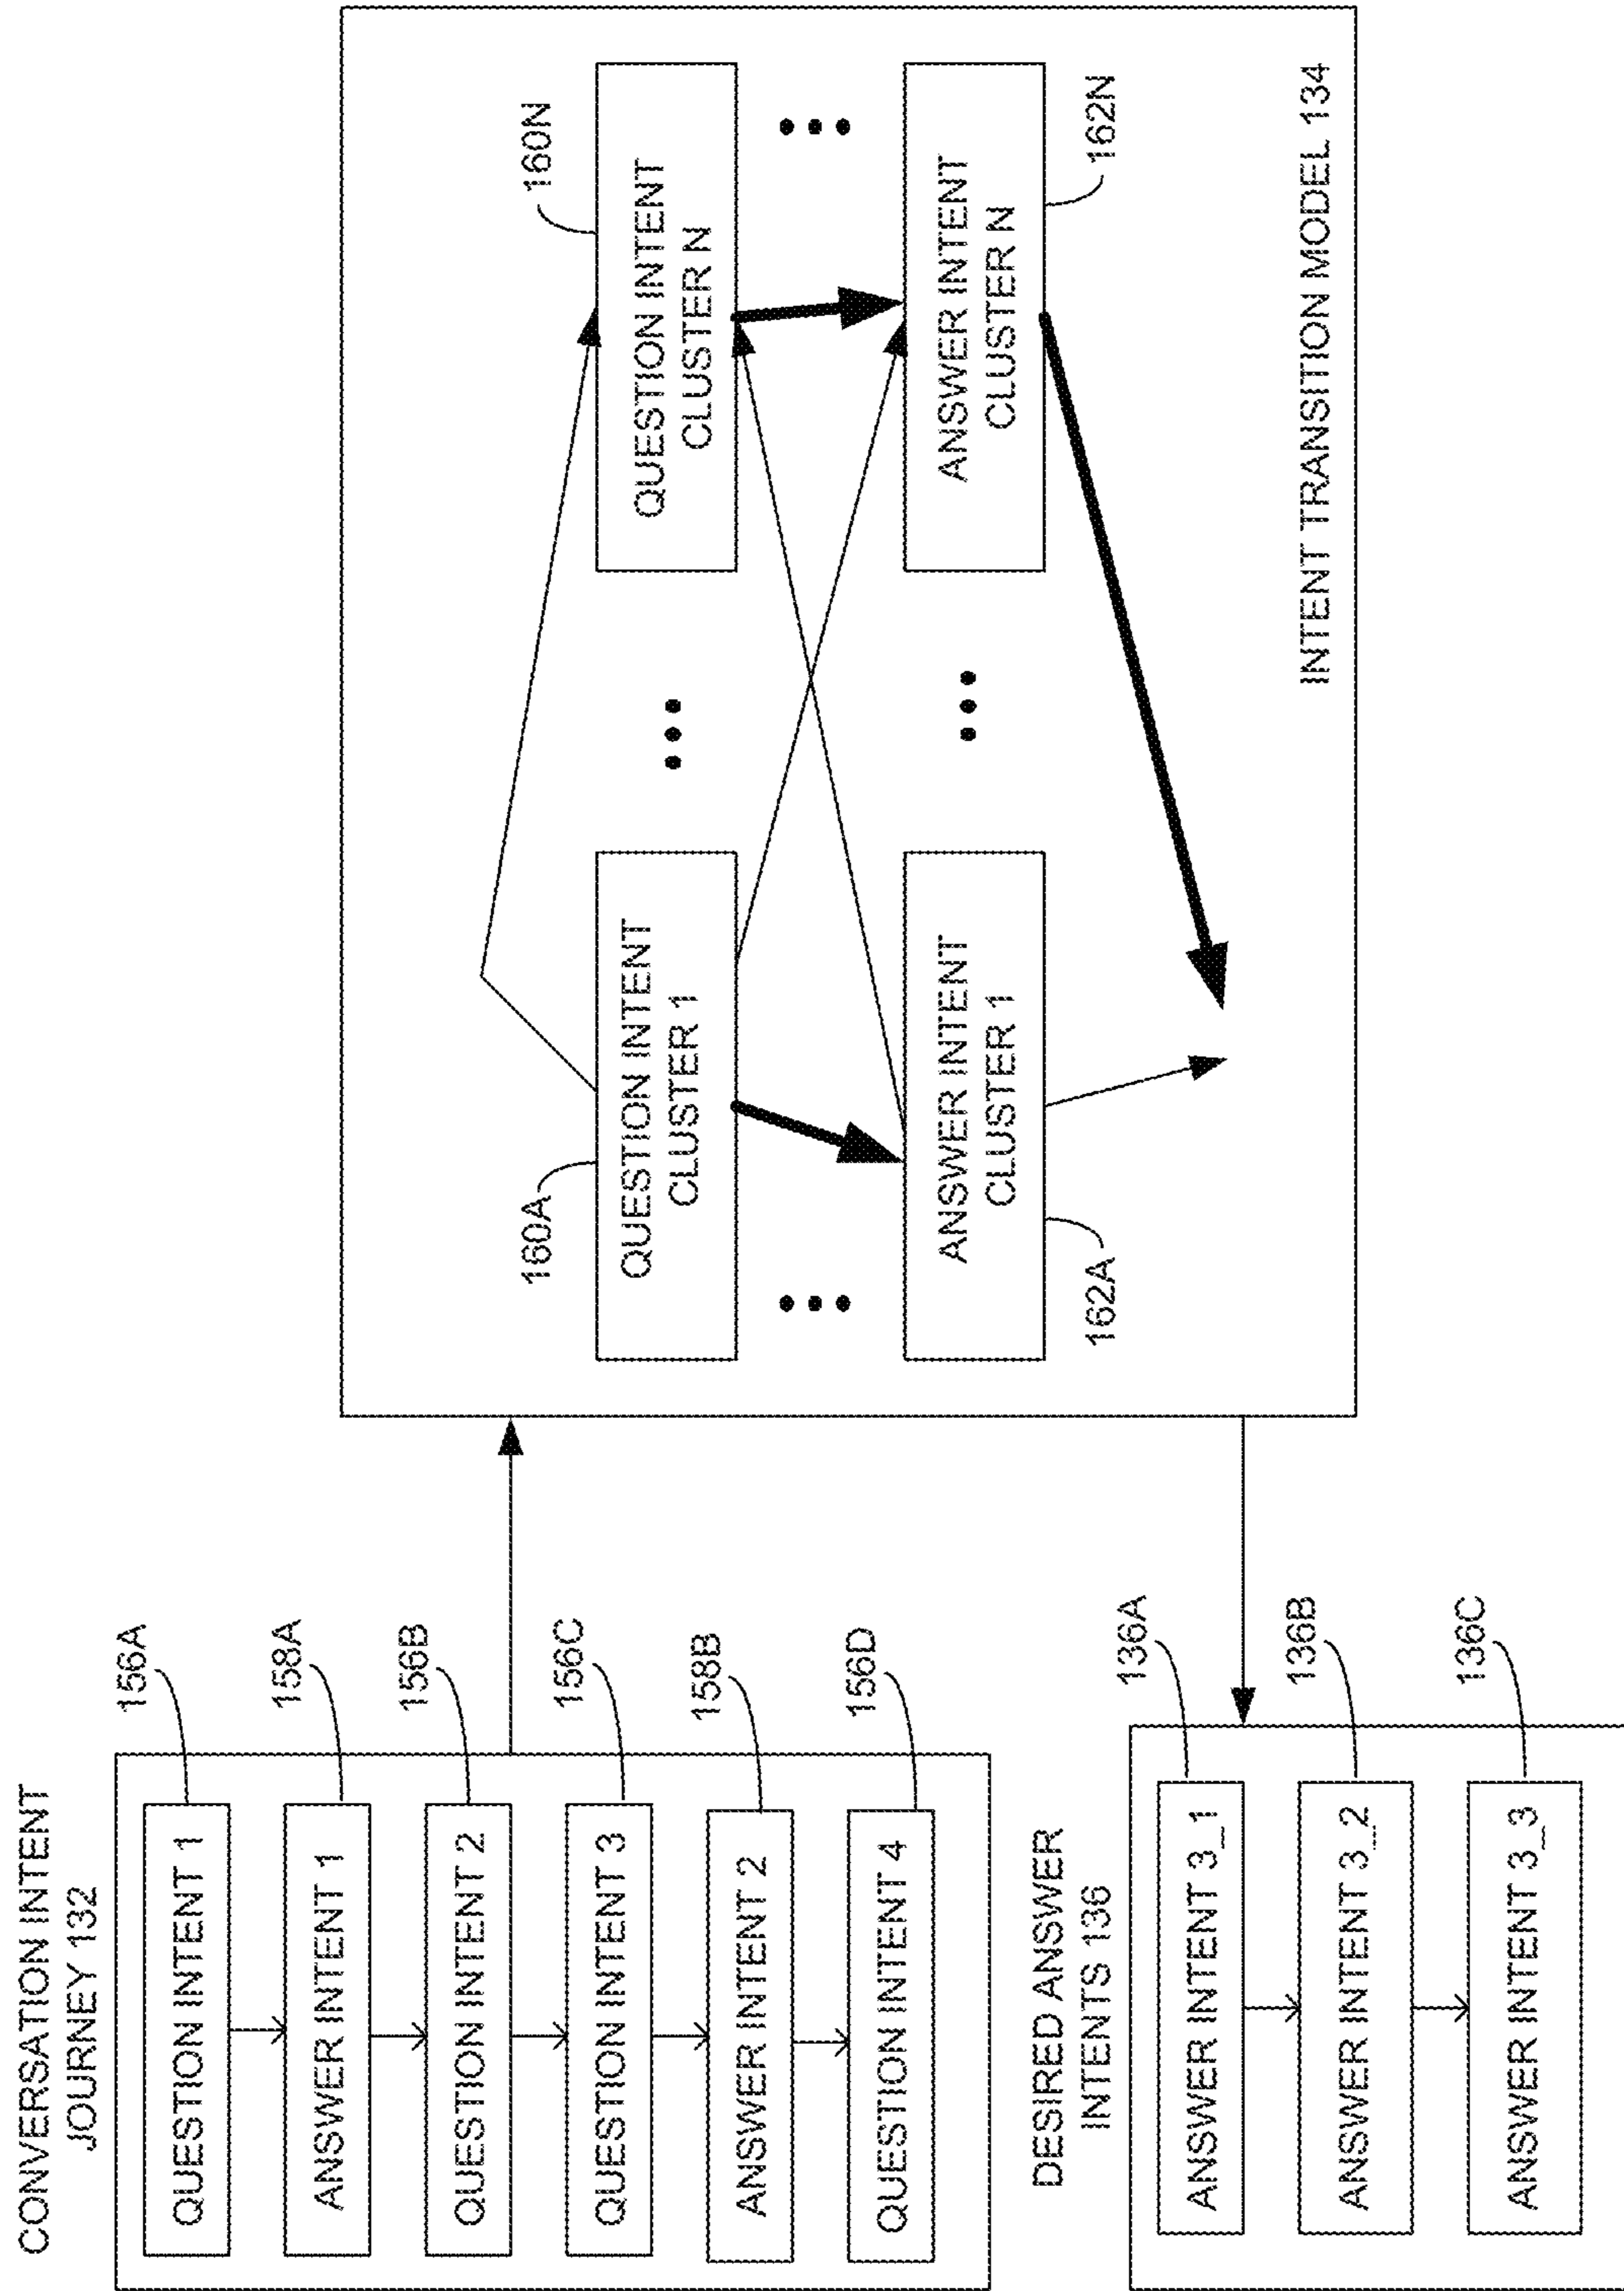 CONVERSATION INTENT
JOURNEY 132
QUESTION INTENT 1
156A
ANSWER INTENT 1
158A
QUESTION INTENT 2
156B
QUESTION INTENT 3
156C
ANSWER INTENT 2
158B
QUESTION INTENT 4
156D
DESIRED ANSWER
INTENTS 136
ANSWER INTENT 3_1
136A
ANSWER INTENT 3_2
136B
ANSWER INTENT 3_3
136C
160A
QUESTION INTENT
CLUSTER 1
160N
QUESTION INTENT
CLUSTER N
ANSWER INTENT
CLUSTER 1
162A
ANSWER INTENT
CLUSTER N
162N
INTENT TRANSITION MODEL 134